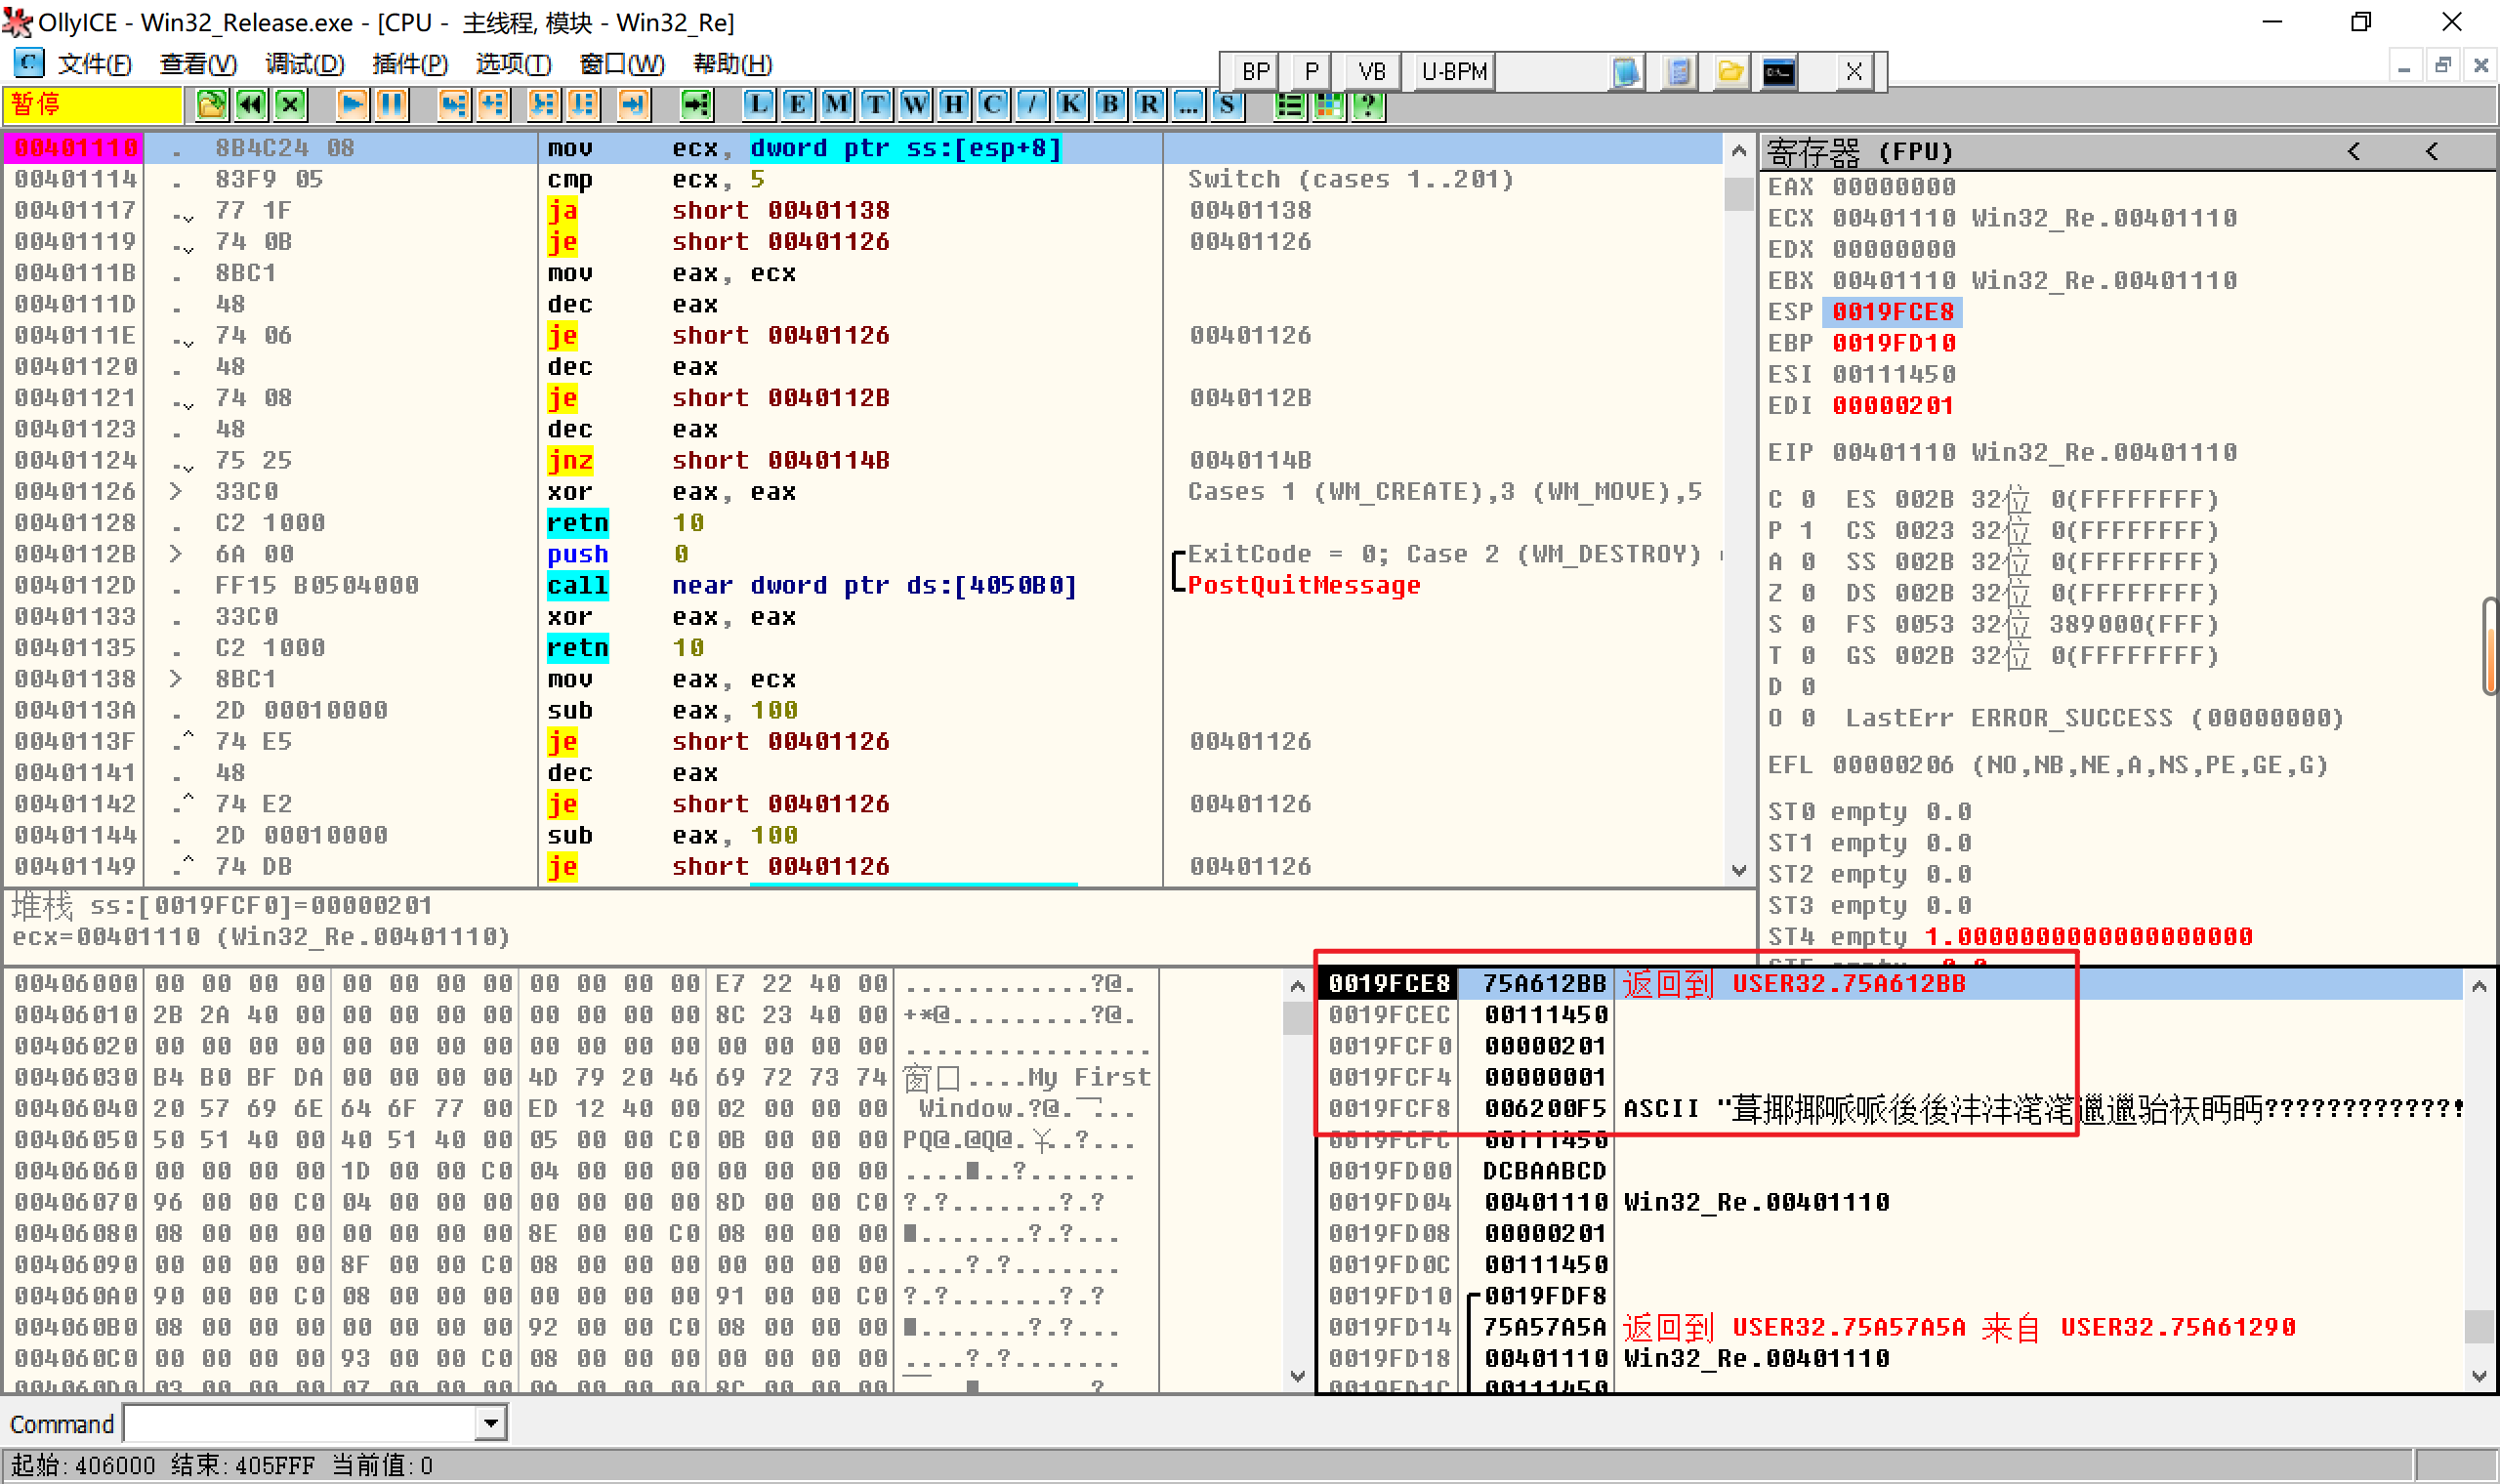 OllyICE - Win32_Release.exe - [CPU - 主线程, 模块 - Win32_Re]
文件(F) 查看(V) 调试(D) 插件(P) 选项(T) 窗口(W) 帮助(H)
BP P VB U-BPM X
暂停 L E M T W H C / K B R ... S ?
00401110 . 8B4C24 08 mov ecx, dword ptr ss:[esp+8]
00401114 . 83F9 05 cmp ecx, 5 Switch (cases 1..201)
00401117 . 77 1F ja short 00401138 00401138
00401119 . 74 0B je short 00401126 00401126
0040111B . 8BC1 mov eax, ecx
0040111D . 48 dec eax
0040111E . 74 06 je short 00401126 00401126
00401120 . 48 dec eax
00401121 . 74 08 je short 0040112B 0040112B
00401123 . 48 dec eax
00401124 . 75 25 jnz short 0040114B 0040114B
00401126 > 33C0 xor eax, eax Cases 1 (WM_CREATE),3 (WM_MOVE),5
00401128 . C2 1000 retn 10
0040112B > 6A 00 push 0 ExitCode = 0; Case 2 (WM_DESTROY)
0040112D . FF15 B0504000 call near dword ptr ds:[4050B0] PostQuitMessage
00401133 . 33C0 xor eax, eax
00401135 . C2 1000 retn 10
00401138 > 8BC1 mov eax, ecx
0040113A . 2D 00010000 sub eax, 100
0040113F .^ 74 E5 je short 00401126 00401126
00401141 . 48 dec eax
00401142 .^ 74 E2 je short 00401126 00401126
00401144 . 2D 00010000 sub eax, 100
00401149 .^ 74 DB je short 00401126 00401126
堆栈 ss:[0019FCF0]=00000201
ecx=00401110 (Win32_Re.00401110)
寄存器 (FPU) < <
EAX 00000000
ECX 00401110 Win32_Re.00401110
EDX 00000000
EBX 00401110 Win32_Re.00401110
ESP 0019FCE8
EBP 0019FD10
ESI 00111450
EDI 00000201
EIP 00401110 Win32_Re.00401110
C 0 ES 002B 32位 0(FFFFFFFF)
P 1 CS 0023 32位 0(FFFFFFFF)
A 0 SS 002B 32位 0(FFFFFFFF)
Z 0 DS 002B 32位 0(FFFFFFFF)
S 0 FS 0053 32位 389000(FFF)
T 0 GS 002B 32位 0(FFFFFFFF)
D 0
O 0 LastErr ERROR_SUCCESS (00000000)
EFL 00000206 (NO,NB,NE,A,NS,PE,GE,G)
ST0 empty 0.0
ST1 empty 0.0
ST2 empty 0.0
ST3 empty 0.0
ST4 empty 1.0000000000000000000
00406000 00 00 00 00 00 00 00 00 00 00 00 00 E7 22 40 00 ............?@.
00406010 2B 2A 40 00 00 00 00 00 00 00 00 00 8C 23 40 00 +*@.........?@.
00406020 00 00 00 00 00 00 00 00 00 00 00 00 00 00 00 00 ................
00406030 B4 B0 BF DA 00 00 00 00 4D 79 20 46 69 72 73 74 窗口....My First
00406040 20 57 69 6E 64 6F 77 00 ED 12 40 00 02 00 00 00 Window.?@.￣...
00406050 50 51 40 00 40 51 40 00 05 00 00 C0 0B 00 00 00 PQ@.@Q@.￥..?...
00406060 00 00 00 00 1D 00 00 C0 04 00 00 00 00 00 00 00 ....■..?.......
00406070 96 00 00 C0 04 00 00 00 00 00 00 00 8D 00 00 C0 ?.?.......?.?
00406080 08 00 00 00 00 00 00 00 8E 00 00 C0 08 00 00 00 ■.......?.?...
00406090 00 00 00 00 8F 00 00 C0 08 00 00 00 00 00 00 00 ....?.?.......
004060A0 90 00 00 C0 08 00 00 00 00 00 00 00 91 00 00 C0 ?.?.......?.?
004060B0 08 00 00 00 00 00 00 00 92 00 00 C0 08 00 00 00 ■.......?.?...
004060C0 00 00 00 00 93 00 00 C0 08 00 00 00 00 00 00 00 ....?.?.......
004060D0 03 00 00 00 07 00 00 00 0A 00 00 00 8C 00 00 00
0019FCE8 75A612BB 返回到 USER32.75A612BB
0019FCEC 00111450
0019FCF0 00000201
0019FCF4 00000001
0019FCF8 006200F5 ASCII "葺揶揶哌哌後後沣沣滗滗邋邋骀祆眄眄????????????
0019FCFC 00111450
0019FD00 DCBAABCD
0019FD04 00401110 Win32_Re.00401110
0019FD08 00000201
0019FD0C 00111450
0019FD10 0019FDF8
0019FD14 75A57A5A 返回到 USER32.75A57A5A 来自 USER32.75A61290
0019FD18 00401110 Win32_Re.00401110
0019FD1C 00111450
Command
起始: 406000 结束: 405FFF 当前值: 0